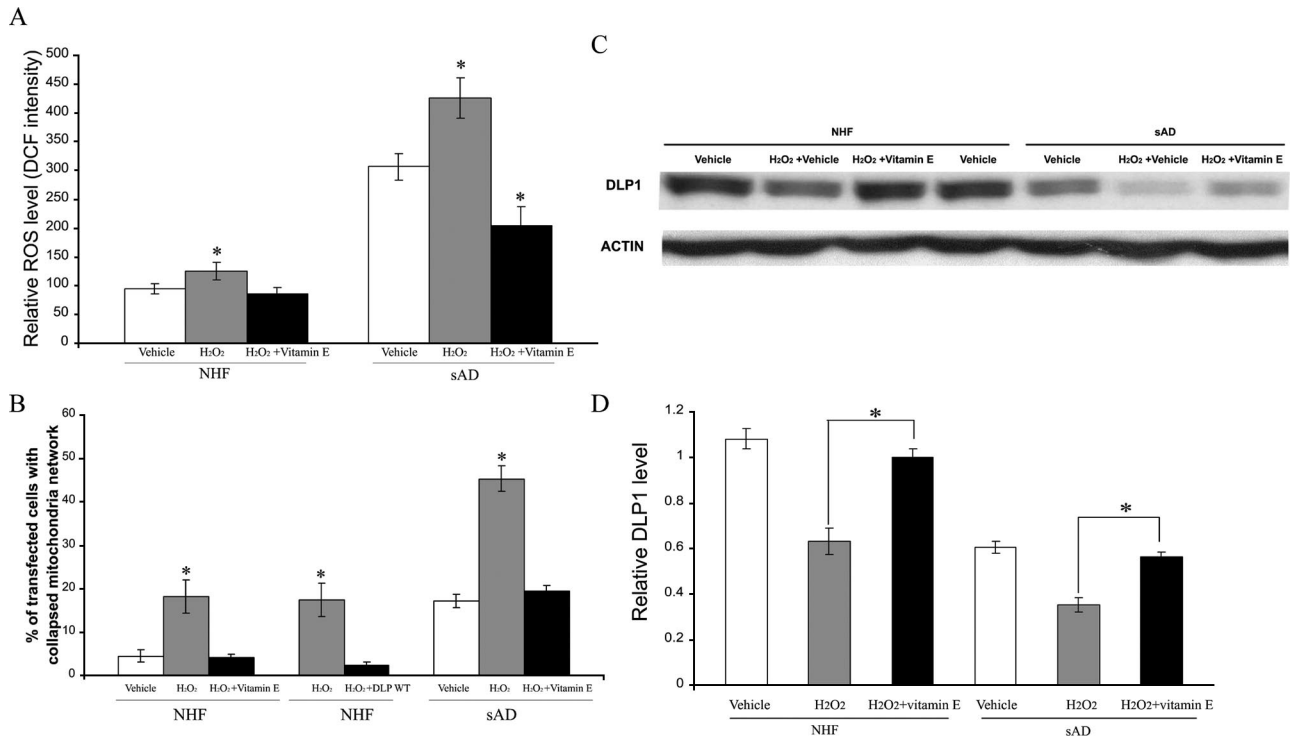 A
Relative ROS level (DCF intensity)
500
450
400
350
300
250
200
150
100
50
0
*
*
*
Vehicle H₂O₂ H₂O₂ +Vitamin E Vehicle H₂O₂ H₂O₂ +Vitamin E
NHF sAD
B
% of transfected cells with
collapsed mitochondria network
60
50
40
30
20
10
0
*
*
*
Vehicle H₂O₂ H₂O₂+Vitamin E H₂O₂ H₂O₂+DLP WT Vehicle H₂O₂ H₂O₂+Vitamin E
NHF NHF sAD
C
NHF sAD
Vehicle H₂O₂ +Vehicle H₂O₂ +Vitamin E Vehicle Vehicle H₂O₂ +Vehicle H₂O₂ +Vitamin E
DLP1
ACTIN
D
Relative DLP1 level
1.2
1
0.8
0.6
0.4
0.2
0
*
*
Vehicle H2O2 H2O2+vitamin E Vehicle H2O2 H2O2+vitamin E
NHF sAD